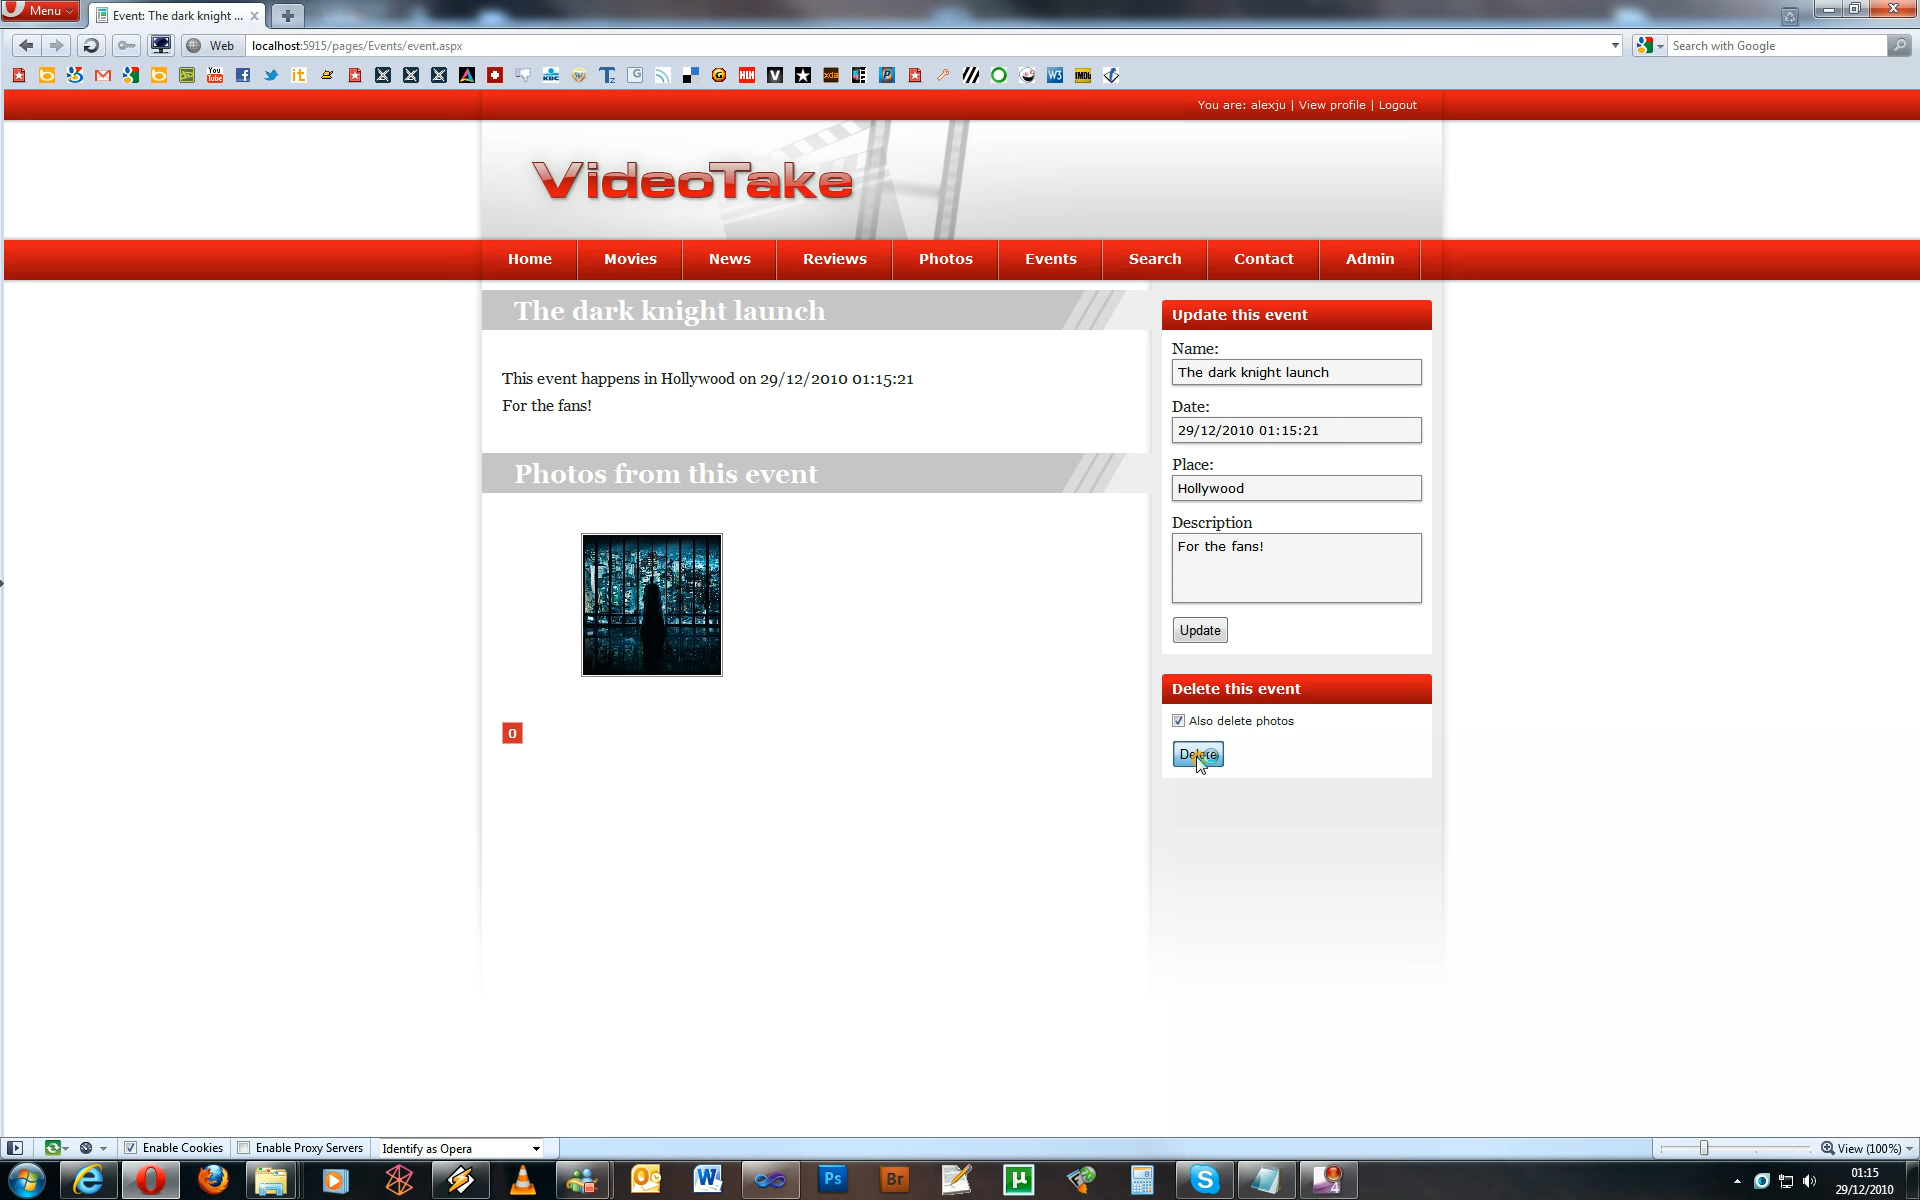 Menu
Event: The dark knight ...
Web
localhost:5915/pages/Events/event.aspx
Search with Google
You are: alexju | View profile | Logout
VideoTake
Home
Movies
News
Reviews
Photos
Events
Search
Contact
Admin
The dark knight launch
This event happens in Hollywood on 29/12/2010 01:15:21
For the fans!
Photos from this event
0
Update this event
Name:
The dark knight launch
Date:
29/12/2010 01:15:21
Place:
Hollywood
Description
For the fans!
Update
Delete this event
Also delete photos
Delete
Enable Cookies
Enable Proxy Servers
Identify as Opera
View (100%)
Ps
Br
01:15
29/12/2010